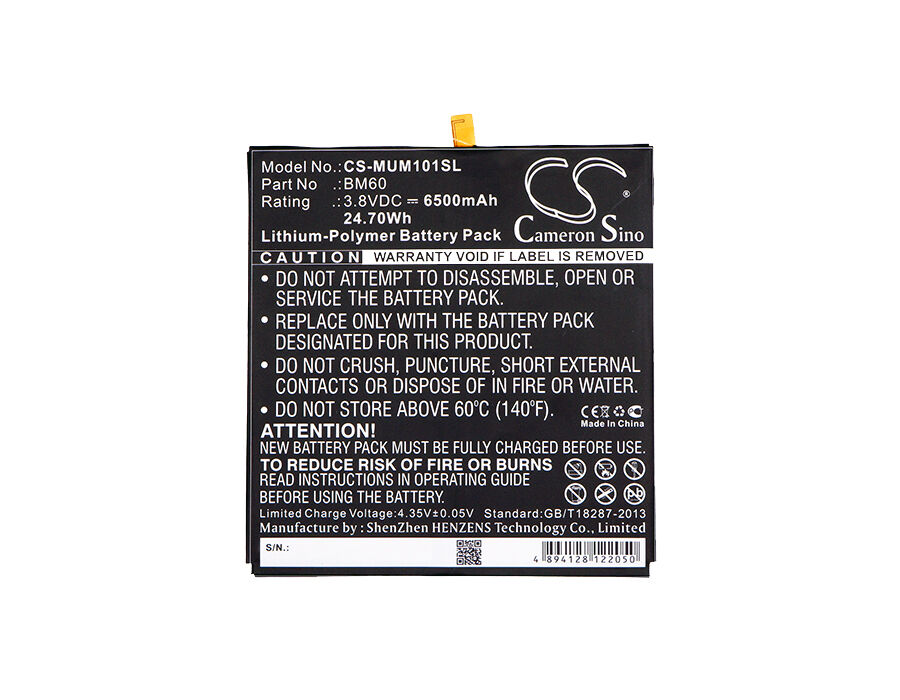 Model No.:CS-MUM101SL
Part No :BM60
Rating :3.8VDC ⎓ 6500mAh
24.70Wh
Lithium-Polymer Battery Pack
CS
Cameron Sino
CAUTION WARRANTY VOID IF LABEL IS REMOVED
• DO NOT ATTEMPT TO DISASSEMBLE, OPEN OR
SERVICE THE BATTERY PACK.
• REPLACE ONLY WITH THE BATTERY PACK
DESIGNATED FOR THIS PRODUCT.
• DO NOT CRUSH, PUNCTURE, SHORT EXTERNAL
CONTACTS OR DISPOSE OF IN FIRE OR WATER.
• DO NOT STORE ABOVE 60°C (140°F).
CE
Made In China
ATTENTION!
NEW BATTERY PACK MUST BE FULLY CHARGED BEFORE USE.
TO REDUCE RISK OF FIRE OR BURNS
READ INSTRUCTIONS IN OPERATING GUIDE
BEFORE USING THE BATTERY.
Pb
Limited Charge Voltage:4.35V±0.05V Standard:GB/T18287-2013
Manufacture by : ShenZhen HENZENS Technology Co., Limited
S/N.:
4 894128 122050